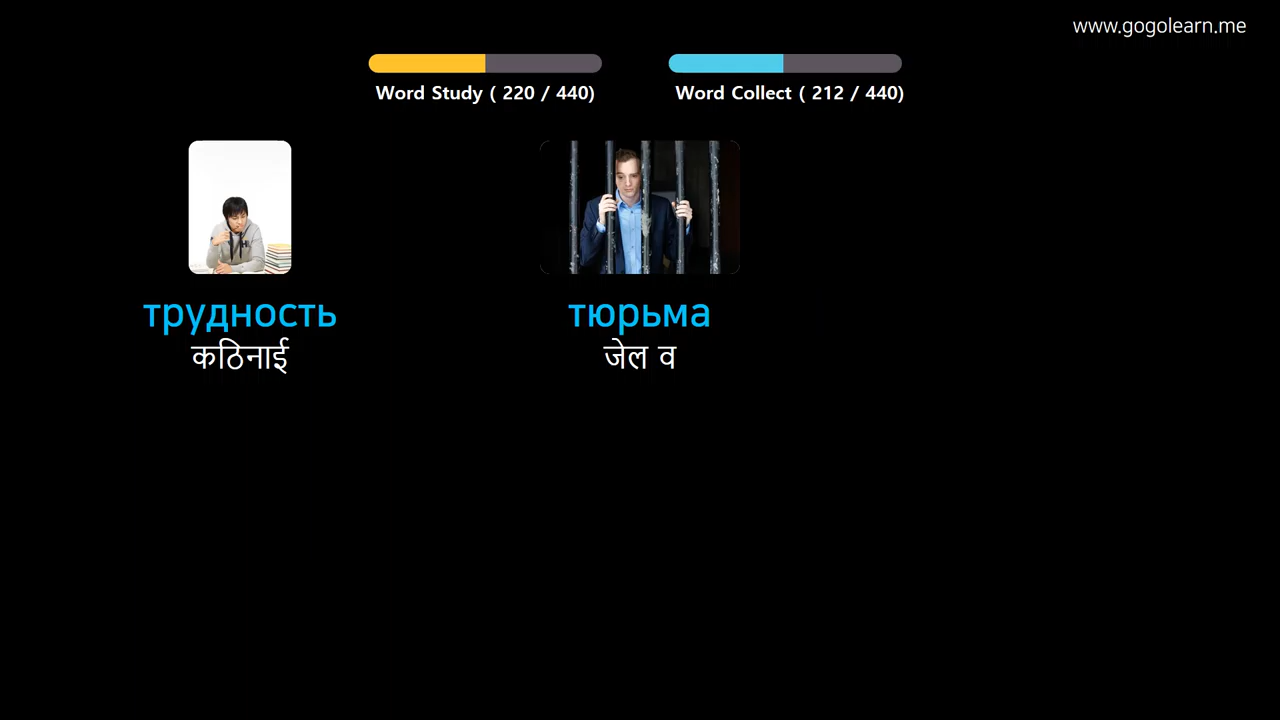 www.gogolearn.me
Word Study ( 220 / 440)
Word Collect ( 212 / 440)
трудность
कठिनाई
тюрьма
जेल व